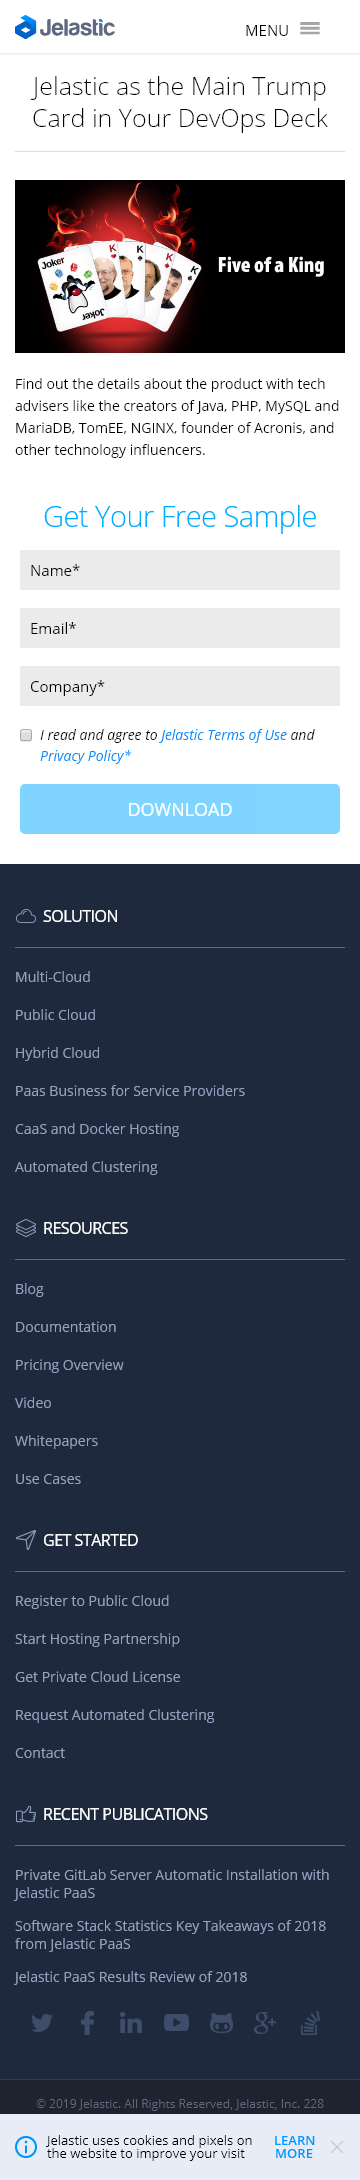 Jelastic
MENU
Jelastic as the Main Trump
Card in Your DevOps Deck
Joker
K
K
K
K
Joker
Five of a King
Find out the details about the product with tech
advisers like the creators of Java, PHP, MySQL and
MariaDB, TomEE, NGINX, founder of Acronis, and
other technology influencers.
Get Your Free Sample
Name*
Email*
Company*
I read and agree to Jelastic Terms of Use and
Privacy Policy*
DOWNLOAD
SOLUTION
Multi-Cloud
Public Cloud
Hybrid Cloud
Paas Business for Service Providers
CaaS and Docker Hosting
Automated Clustering
RESOURCES
Blog
Documentation
Pricing Overview
Video
Whitepapers
Use Cases
GET STARTED
Register to Public Cloud
Start Hosting Partnership
Get Private Cloud License
Request Automated Clustering
Contact
RECENT PUBLICATIONS
Private GitLab Server Automatic Installation with
Jelastic PaaS
Software Stack Statistics Key Takeaways of 2018
from Jelastic PaaS
Jelastic PaaS Results Review of 2018
© 2019 Jelastic. All Rights Reserved, Jelastic, Inc. 228
Jelastic uses cookies and pixels on
the website to improve your visit
LEARN
MORE